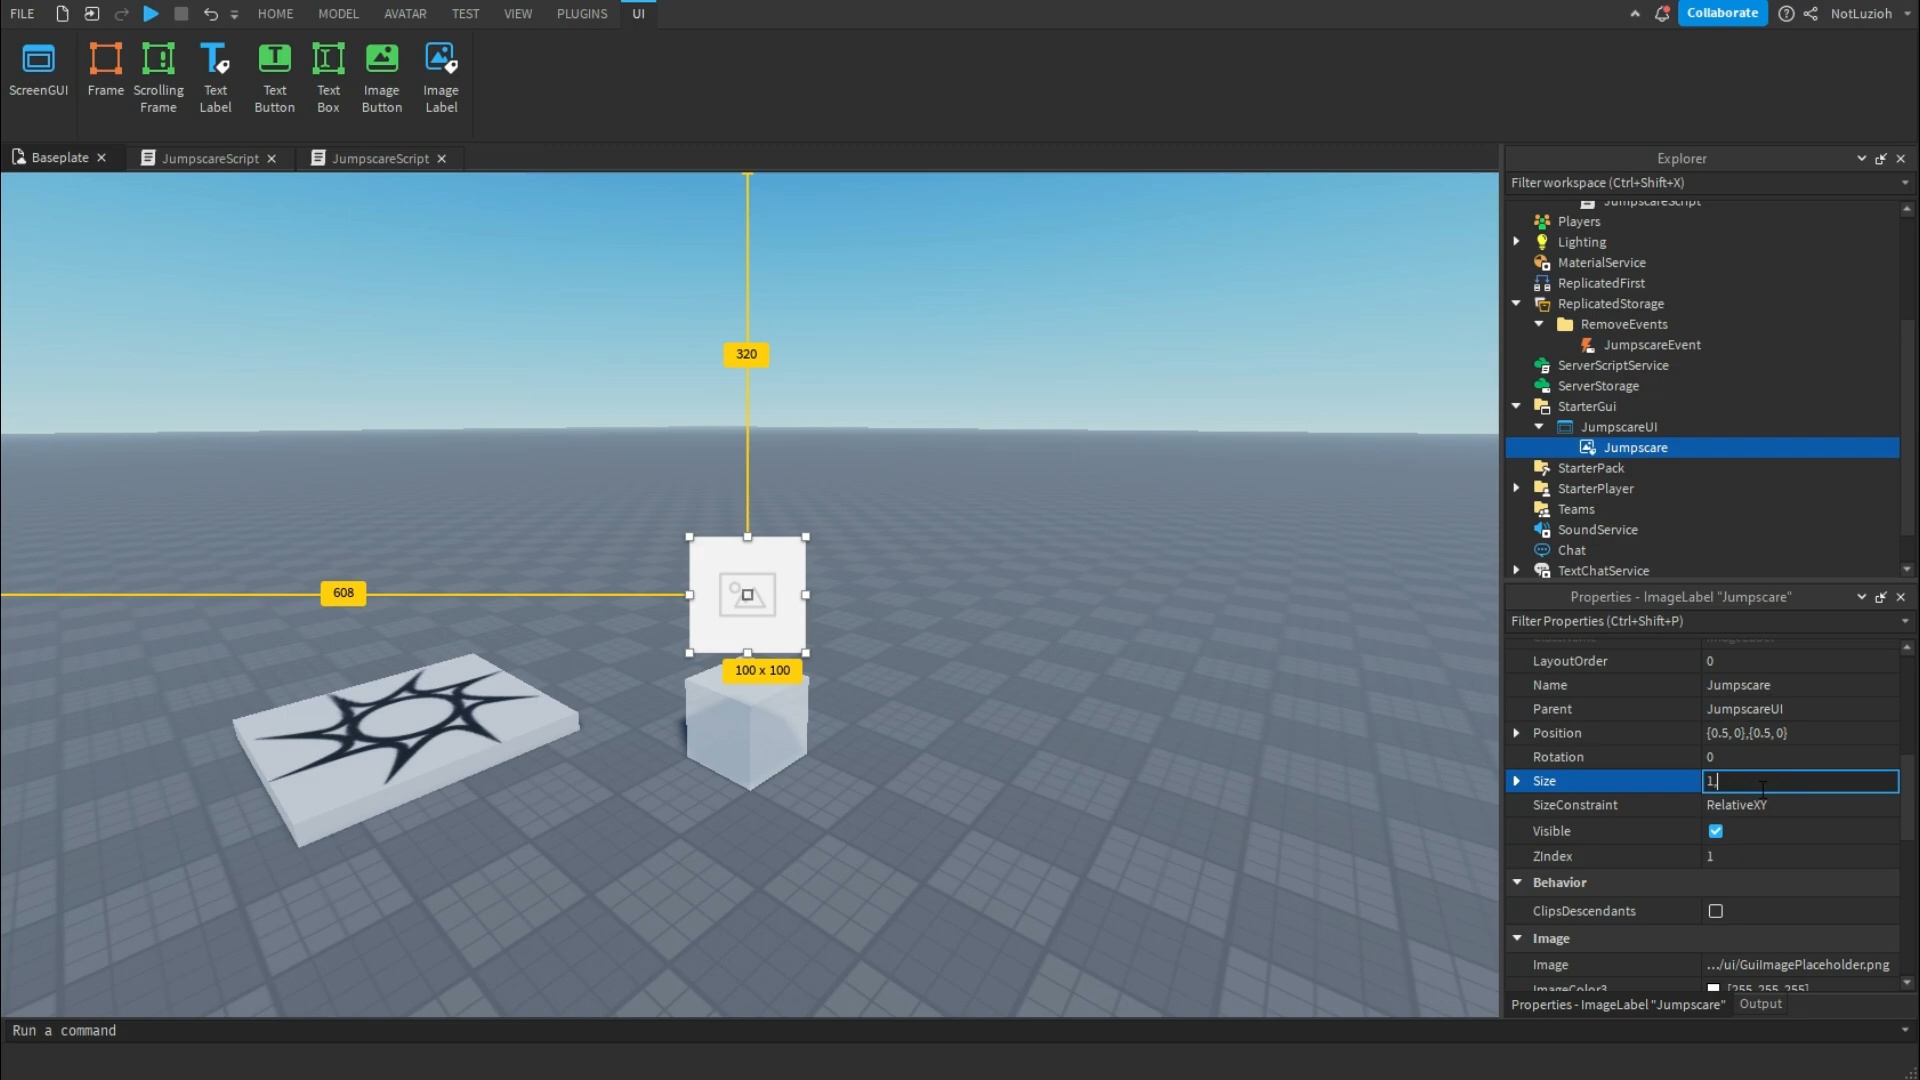 FILE
HOME
MODEL
AVATAR
TEST
VIEW
PLUGINS
UI
Collaborate
NotLuzioh
ScreenGUI
Frame
Scrolling
Frame
Text
Label
Text
Button
Text
Box
Image
Button
Image
Label
Baseplate
JumpscareScript
JumpscareScript
320
608
100 x 100
Explorer
Filter workspace (Ctrl+Shift+X)
JumpscareScript
Players
Lighting
MaterialService
ReplicatedFirst
ReplicatedStorage
RemoveEvents
JumpscareEvent
ServerScriptService
ServerStorage
StarterGui
JumpscareUI
Jumpscare
StarterPack
StarterPlayer
Teams
SoundService
Chat
TextChatService
Properties - ImageLabel "Jumpscare"
Filter Properties (Ctrl+Shift+P)
LayoutOrder 0
Name Jumpscare
Parent JumpscareUI
Position {0.5, 0},{0.5, 0}
Rotation 0
Size 1,
SizeConstraint RelativeXY
Visible
ZIndex 1
Behavior
ClipsDescendants
Image
Image …/ui/GuiImagePlaceholder.png
ImageColor3 [255, 255, 255]
Properties - ImageLabel "Jumpscare" Output
Run a command